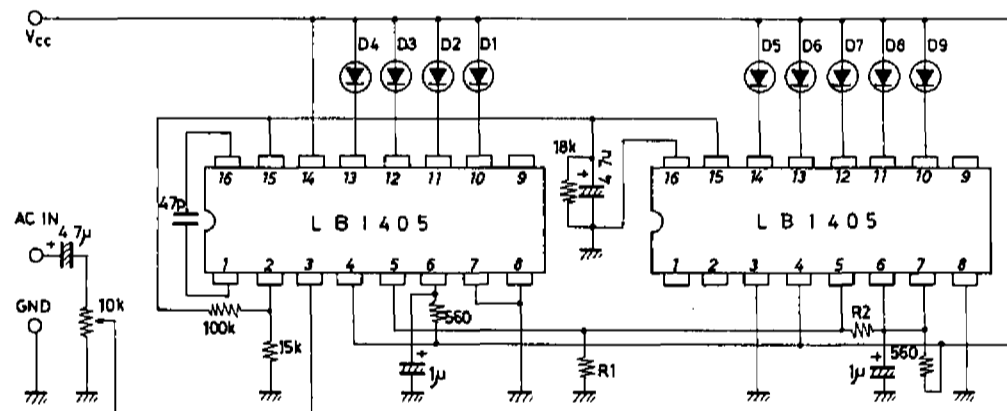 Vcc
D4 D3 D2 D1 D5 D6 D7 D8 D9
18k
4 7u
16 15 14 13 12 11 10 9
16 15 14 13 12 11 10 9
47p
LB1405
LB1405
AC IN
4 7µ
+
+
1 2 3 4 5 6 7 8
1 2 3 4 5 6 7 8
GND
10k
100k
560
R2
15k
+
1µ
R1
+
1µ
560